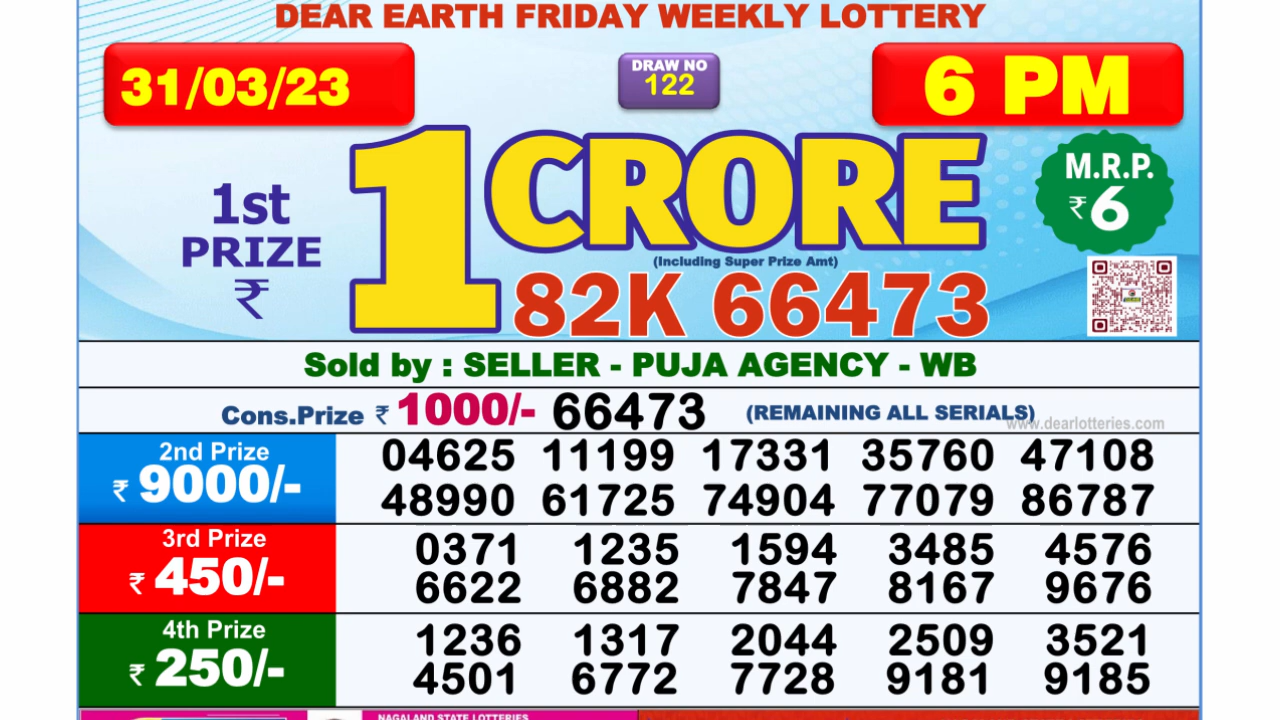 DEAR EARTH FRIDAY WEEKLY LOTTERY
31/03/23
DRAW NO
122
6 PM
1st
PRIZE
₹
1 CRORE
(Including Super Prize Amt)
M.R.P.
₹ 6
82K 66473
Sold by : SELLER - PUJA AGENCY - WB
Cons.Prize ₹ 1000/- 66473 (REMAINING ALL SERIALS)
www.dearlotteries.com
2nd Prize
₹ 9000/-
04625 11199 17331 35760 47108
48990 61725 74904 77079 86787
3rd Prize
₹ 450/-
0371 1235 1594 3485 4576
6622 6882 7847 8167 9676
4th Prize
₹ 250/-
1236 1317 2044 2509 3521
4501 6772 7728 9181 9185
NAGALAND STATE LOTTERIES